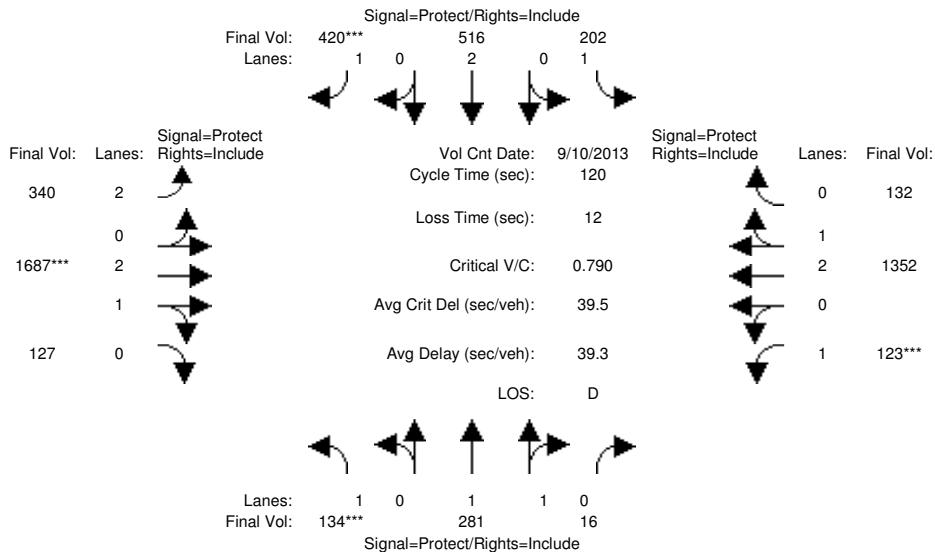 Signal=Protect/Rights=Include
Final Vol: 420*** 516 202
Lanes: 1 0 2 0 1
Signal=Protect
Final Vol: Lanes: Rights=Include
Vol Cnt Date: 9/10/2013
Signal=Protect
Rights=Include Lanes: Final Vol:
Cycle Time (sec): 120
340 2
0 132
Loss Time (sec): 12
0
1
1687*** 2
Critical V/C: 0.790
2 1352
1
Avg Crit Del (sec/veh): 39.5
0
127 0
Avg Delay (sec/veh): 39.3
1 123***
LOS: D
Lanes: 1 0 1 1 0
Final Vol: 134*** 281 16
Signal=Protect/Rights=Include